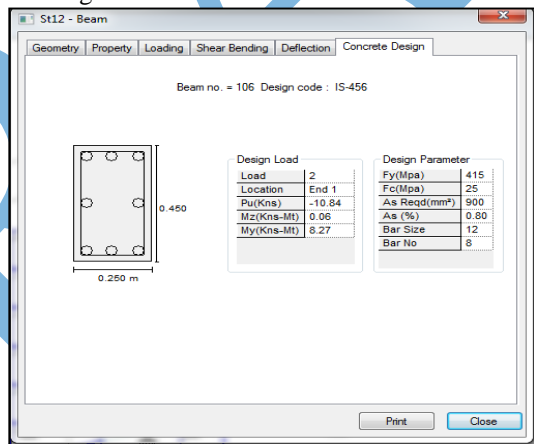 St12 - Beam
Geometry Property Loading Shear Bending Deflection Concrete Design
Beam no. = 106 Design code : IS-456
0.450
0.250 m
Design Load
Load 2
Location End 1
Pu(Kns) -10.84
Mz(Kns-Mt) 0.06
My(Kns-Mt) 8.27
Design Parameter
Fy(Mpa) 415
Fc(Mpa) 25
As Reqd(mm²) 900
As (%) 0.80
Bar Size 12
Bar No 8
Print Close